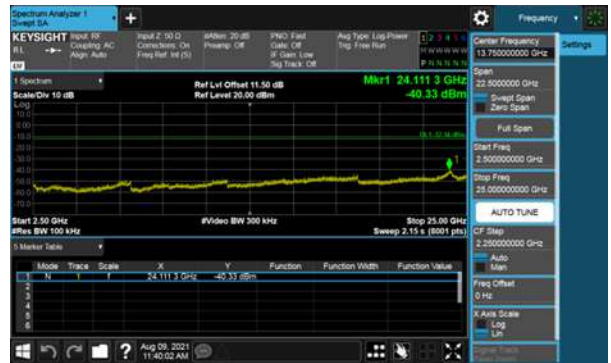 Spectrum Analyzer 1
Swept SA
Frequency
KEYSIGHT
Input: RF
Coupling: AC
Align: Auto
Input Z: 50 Ω
Corrections: On
Freq Ref: Int (S)
#Atten: 20 dB
Preamp: Off
PNO: Fast
Gate: Off
IF Gain: Low
Sig Track: Off
Avg Type: Log-Power
Trig: Free Run
1 2 3 4 5 6
M W W W W W
P N N N N N
RL
Center Frequency
13.750000000 GHz
Settings
Span
22.5000000 GHz
Swept Span
Zero Span
Full Span
Start Freq
2.500000000 GHz
Stop Freq
25.000000000 GHz
AUTO TUNE
CF Step
2.250000000 GHz
Auto
Man
Freq Offset
0 Hz
X Axis Scale
Log
Lin
Signal Track
1 Spectrum
Scale/Div 10 dB
Ref Lvl Offset 11.50 dB
Ref Level 20.00 dBm
Mkr1 24.111 3 GHz
-40.33 dBm
Log
10.0
0.00
-10.0
-20.0
-30.0
-40.0
-50.0
-60.0
-70.0
1
Start 2.50 GHz
#Res BW 100 kHz
#Video BW 300 kHz
Stop 25.00 GHz
Sweep 2.15 s (8001 pts)
5 Marker Table
Mode Trace Scale X Y Function Function Width Function Value
1 N 1 f 24.111 3 GHz -40.33 dBm
2
3
4
5
6
?
Aug 09, 2021
11:40:02 AM